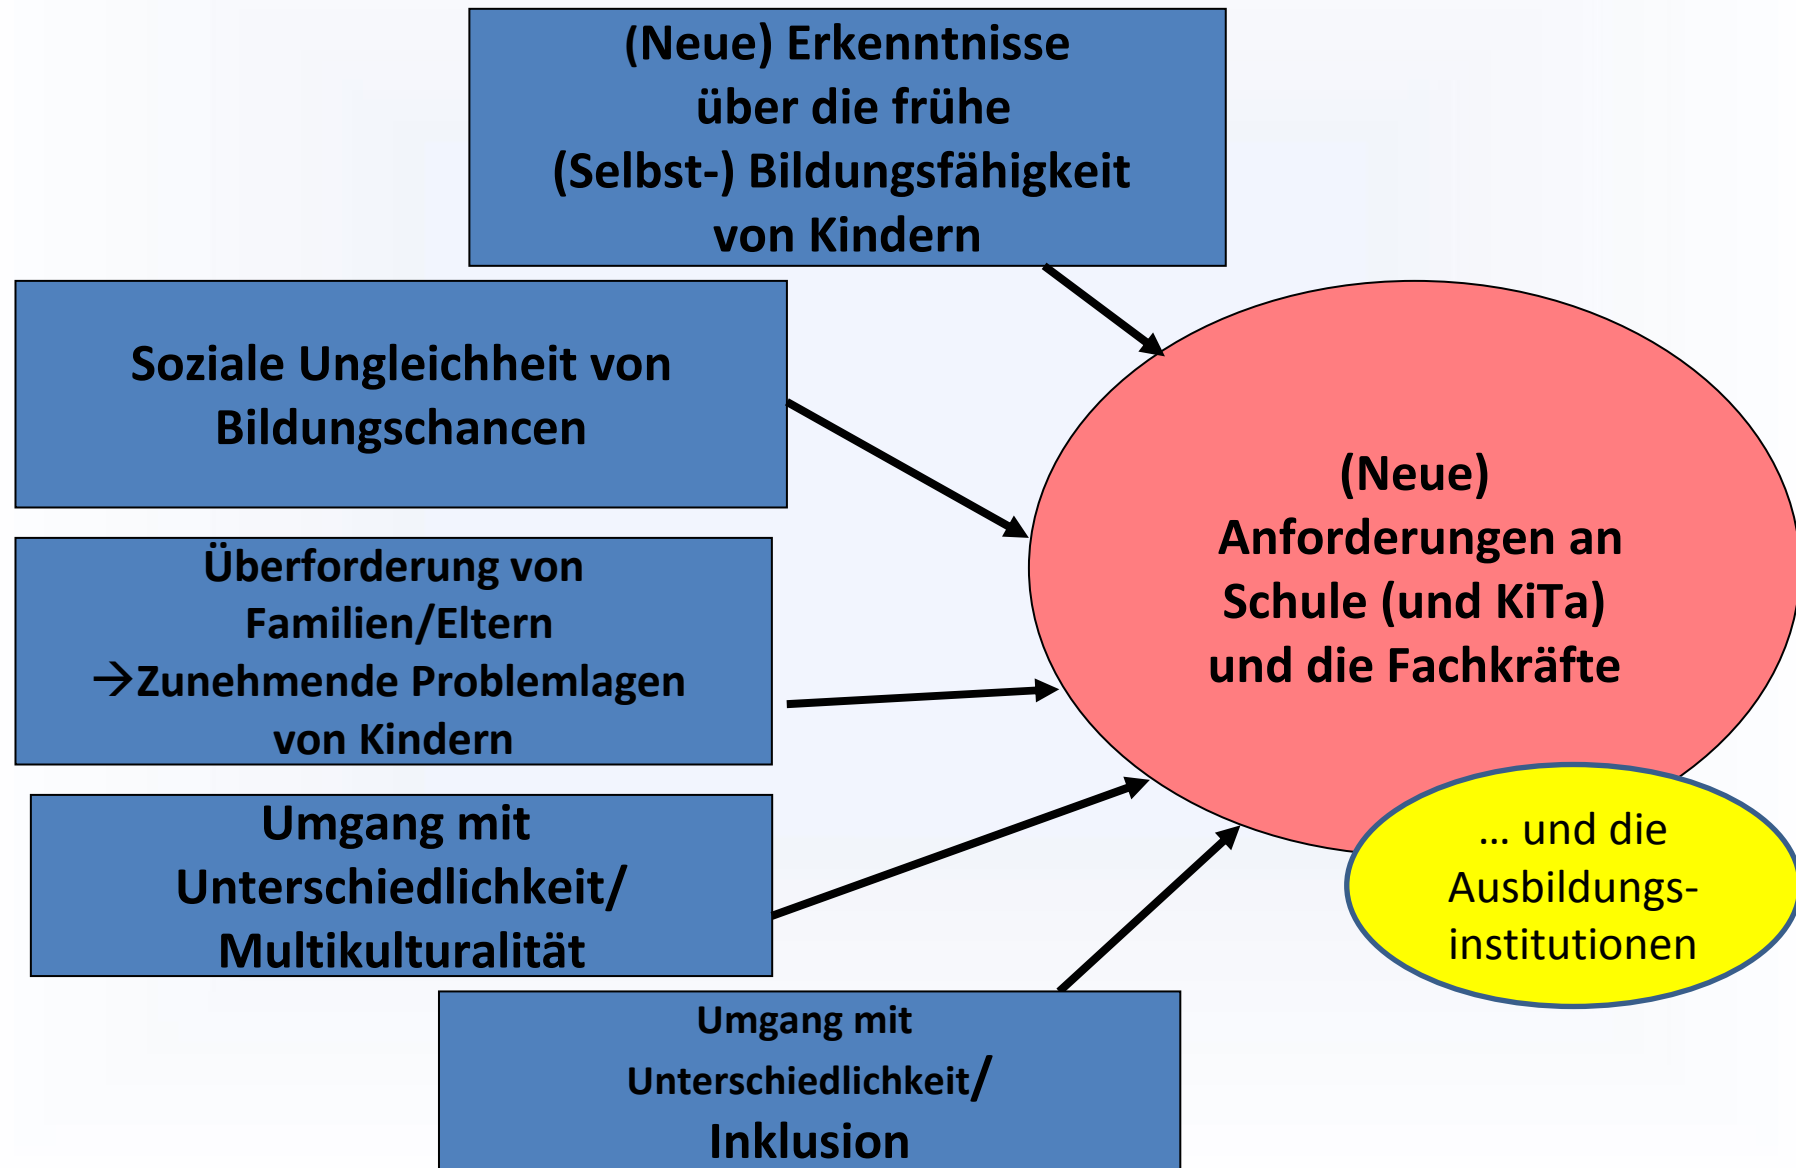 (Neue) Erkenntnisse
über die frühe
(Selbst-) Bildungsfähigkeit
von Kindern
Soziale Ungleichheit von
Bildungschancen
Überforderung von
Familien/Eltern
→Zunehmende Problemlagen
von Kindern
Umgang mit
Unterschiedlichkeit/
Multikulturalität
Umgang mit
Unterschiedlichkeit/
Inklusion
(Neue)
Anforderungen an
Schule (und KiTa)
und die Fachkräfte
... und die
Ausbildungs-
institutionen